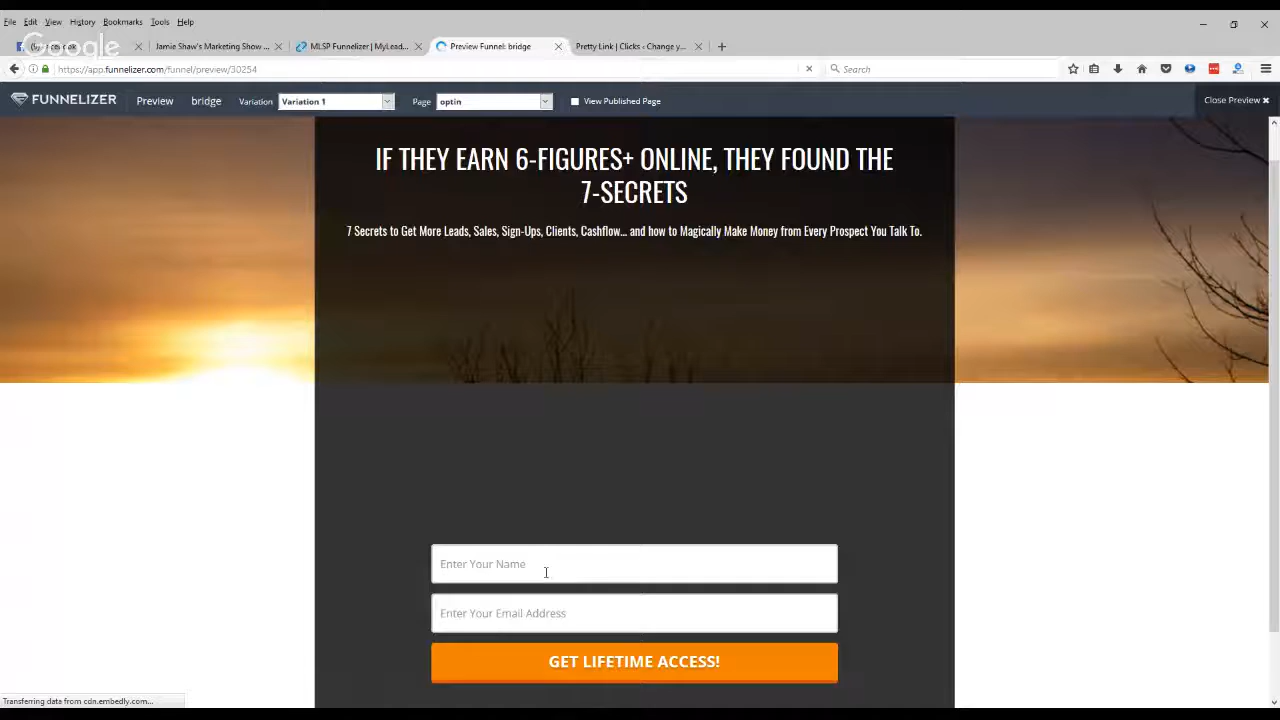 File Edit View History Bookmarks Tools Help
Google
Jamie Shaw's Marketing Show ...
MLSP Funnelizer | MyLead...
Preview Funnel: bridge
Pretty Link | Clicks ‹ Change y...
https://app.funnelizer.com/funnel/preview/30254
Search
FUNNELIZER Preview bridge Variation Variation 1 Page optin View Published Page Close Preview ×
IF THEY EARN 6-FIGURES+ ONLINE, THEY FOUND THE
7-SECRETS
7 Secrets to Get More Leads, Sales, Sign-Ups, Clients, Cashflow... and how to Magically Make Money from Every Prospect You Talk To.
Enter Your Name
Enter Your Email Address
GET LIFETIME ACCESS!
Transferring data from cdn.embedly.com...